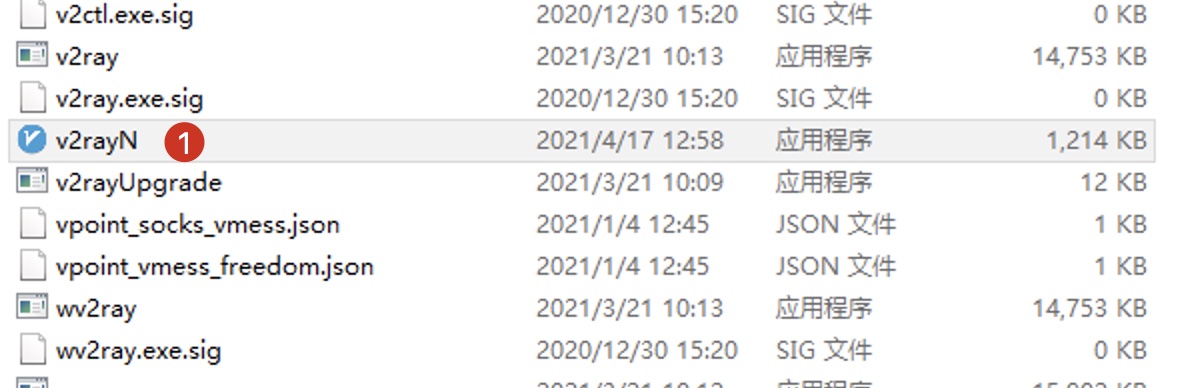 v2ctl.exe.sig 2020/12/30 15:20 SIG 文件 0 KB
v2ray 2021/3/21 10:13 应用程序 14,753 KB
v2ray.exe.sig 2020/12/30 15:20 SIG 文件 0 KB
v2rayN 1 2021/4/17 12:58 应用程序 1,214 KB
v2rayUpgrade 2021/3/21 10:09 应用程序 12 KB
vpoint_socks_vmess.json 2021/1/4 12:45 JSON 文件 1 KB
vpoint_vmess_freedom.json 2021/1/4 12:45 JSON 文件 1 KB
wv2ray 2021/3/21 10:13 应用程序 14,753 KB
wv2ray.exe.sig 2020/12/30 15:20 SIG 文件 0 KB